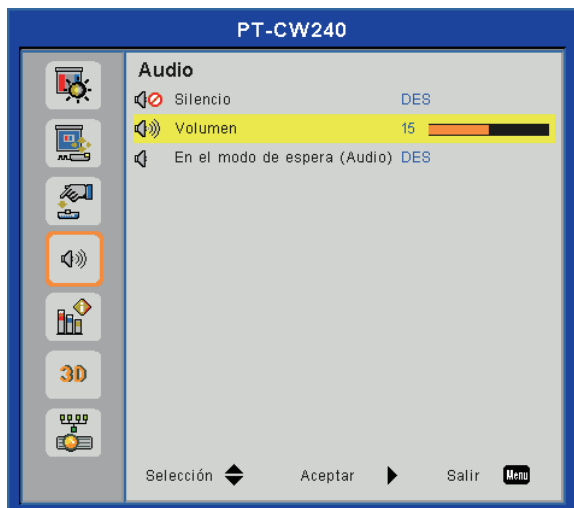 PT-CW240
Audio
Silencio DES
Volumen 15
En el modo de espera (Audio) DES
3D
Selección Aceptar Salir Menu